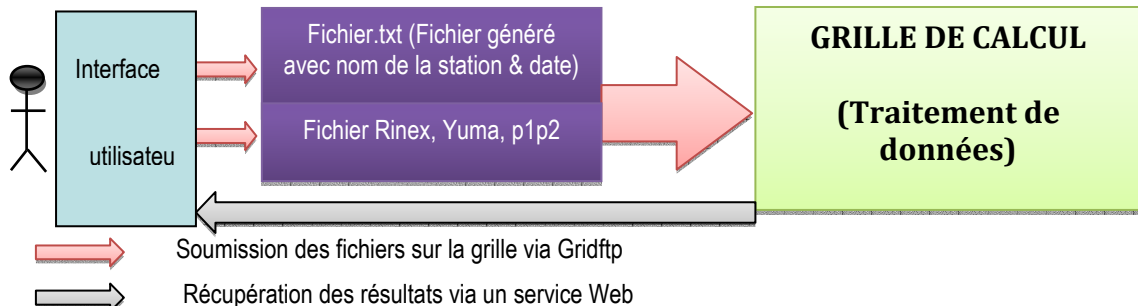 Interface
utilisateu
Fichier.txt (Fichier généré
avec nom de la station & date)
Fichier Rinex, Yuma, p1p2
GRILLE DE CALCUL
(Traitement de
données)
Soumission des fichiers sur la grille via Gridftp
Récupération des résultats via un service Web